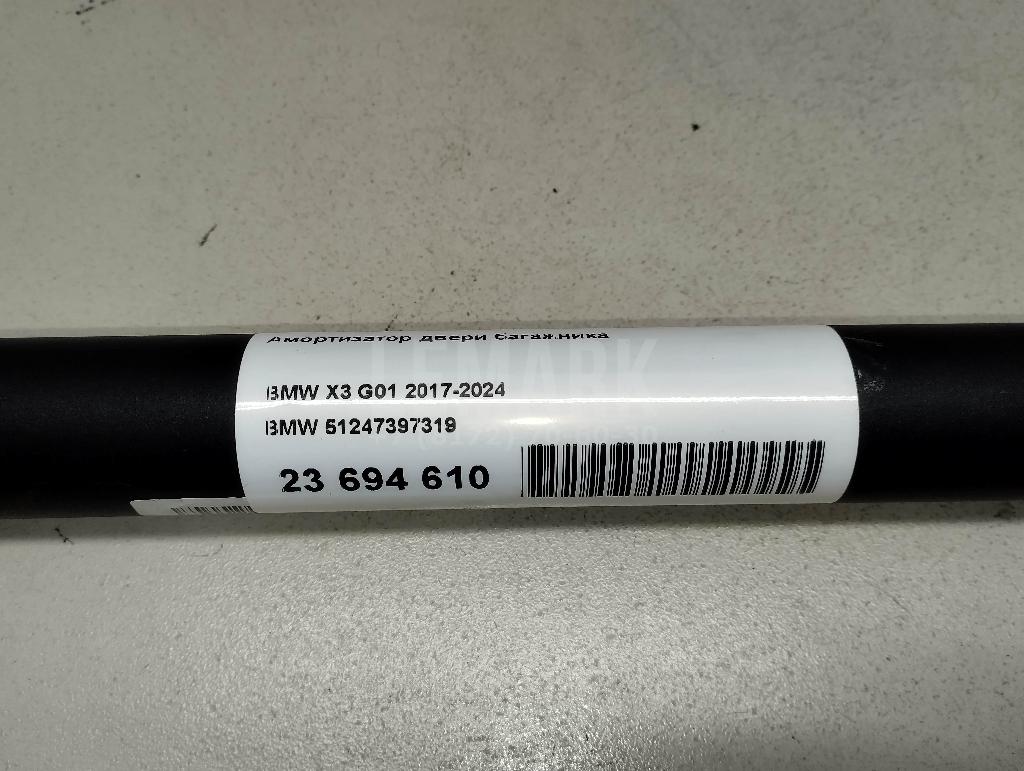 Амортизатор двери багажника
BMW X3 G01 2017-2024
BMW 51247397319
23 694 610